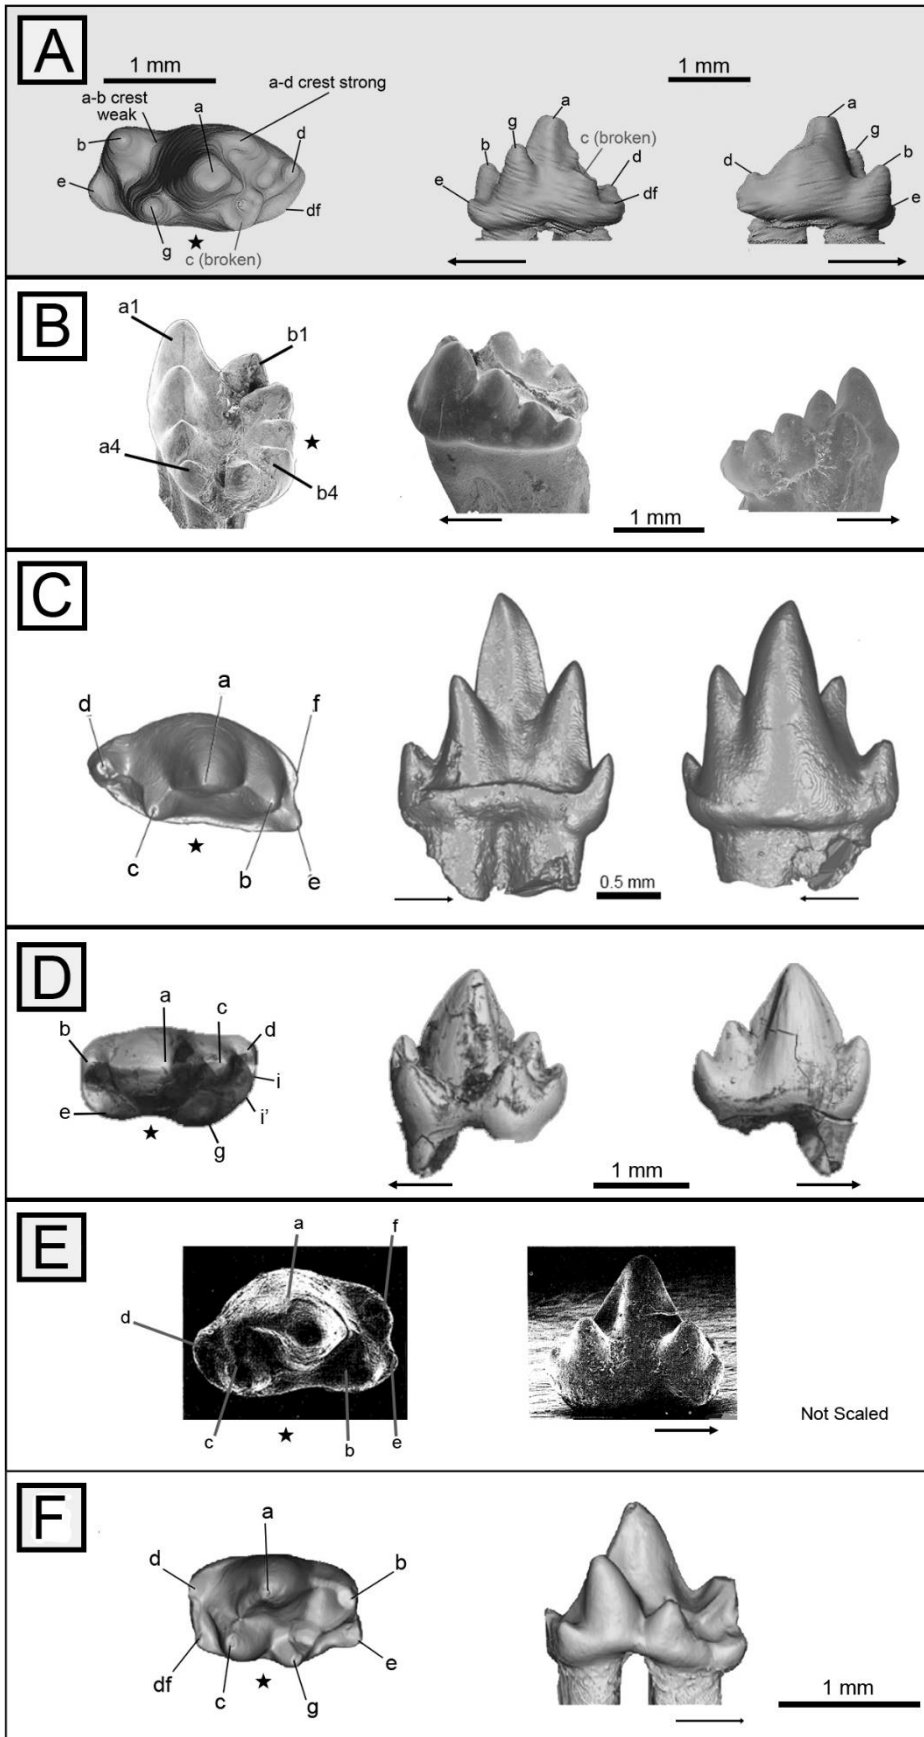 A
1 mm
a-b crest
weak
a
a-d crest strong
b
d
e
df
g
c (broken)
a
g
b
c (broken)
d
e
df
1 mm
a
g
b
d
e
B
a1
b1
a4
b4
1 mm
C
a
d
f
c
b
e
0.5 mm
D
a
c
b
d
i
e
i'
g
1 mm
E
a
f
d
c
b
e
Not Scaled
F
a
d
b
df
c
g
e
1 mm